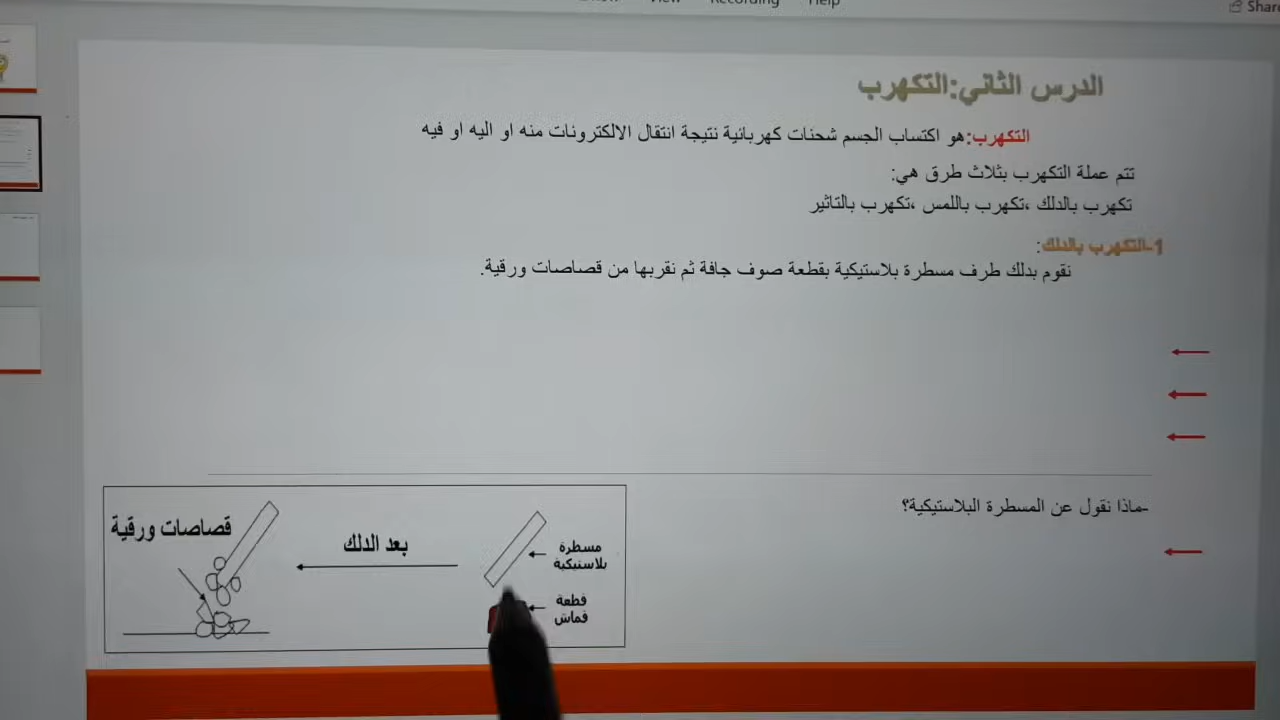 Recording
Help
Share
الدرس الثاني:التكهرب
التكهرب:هو اكتساب الجسم شحنات كهربائية نتيجة انتقال الالكترونات منه او اليه او فيه
تتم عملة التكهرب بثلاث طرق هي:
تكهرب بالدلك ،تكهرب باللمس ،تكهرب بالتاثير
1-التكهرب بالدلك:
نقوم بدلك طرف مسطرة بلاستيكية بقطعة صوف جافة ثم نقربها من قصاصات ورقية.
-ماذا نقول عن المسطرة البلاستيكية؟
مسطرة
بلاستيكية
قطعة
قماش
بعد الدلك
قصاصات ورقية